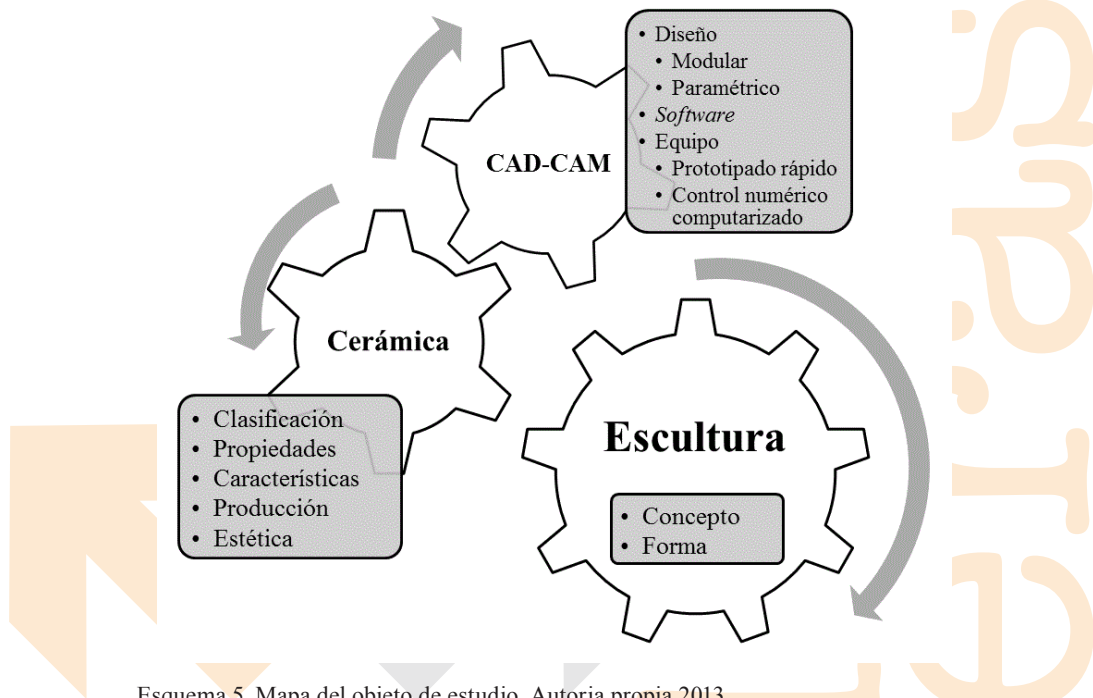 • Diseño
• Modular
• Paramétrico
• Software
• Equipo
• Prototipado rápido
• Control numérico
computarizado
CAD-CAM
Cerámica
• Clasificación
• Propiedades
• Características
• Producción
• Estética
Escultura
• Concepto
• Forma
Esquema 5. Mapa del objeto de estudio. Autoria propia 2013